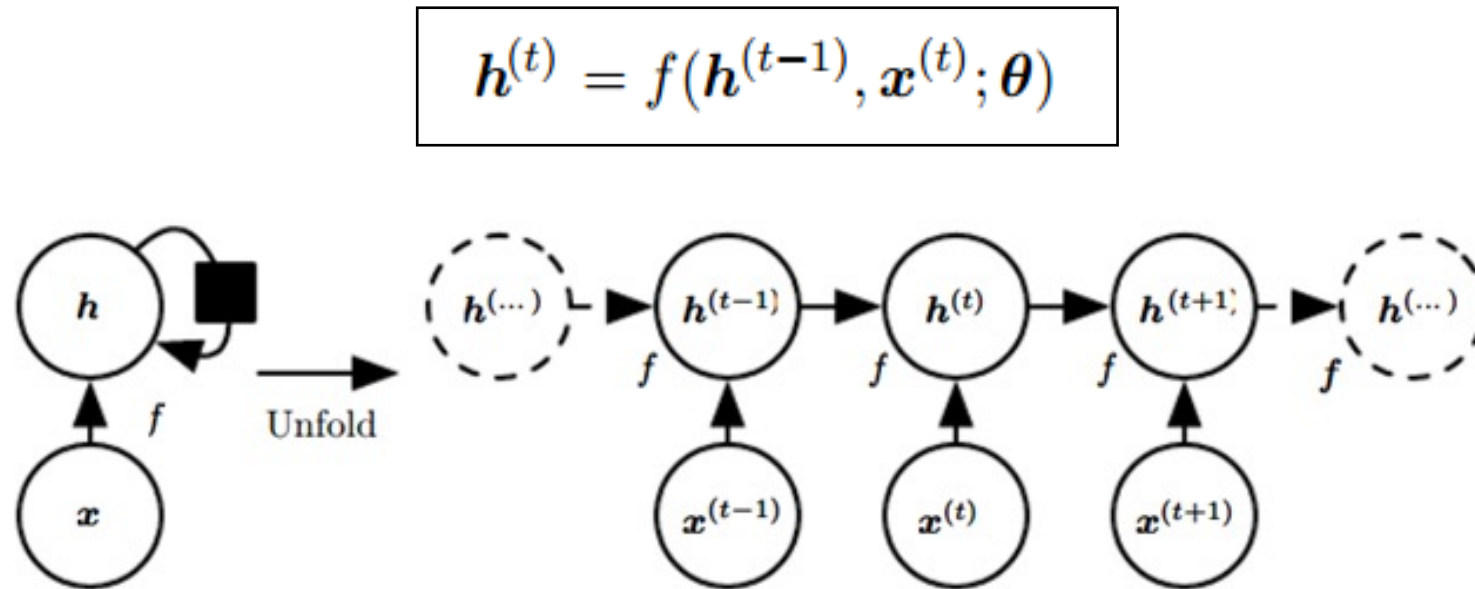 h^(t) = f(h^(t−1), x^(t); θ)
h h^(...) h^(t−1) h^(t) h^(t+1) h^(...)
f f f f f
Unfold
x x^(t−1) x^(t) x^(t+1)